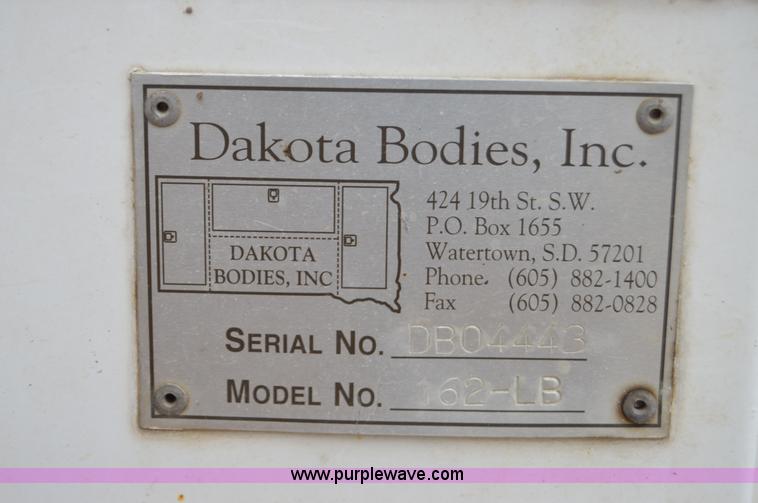 Dakota Bodies, Inc.
DAKOTA
BODIES, INC
424 19th St. S.W.
P.O. Box 1655
Watertown, S.D. 57201
Phone (605) 882-1400
Fax (605) 882-0828
SERIAL NO. DB04443
MODEL NO. 162-LB
www.purplewave.com